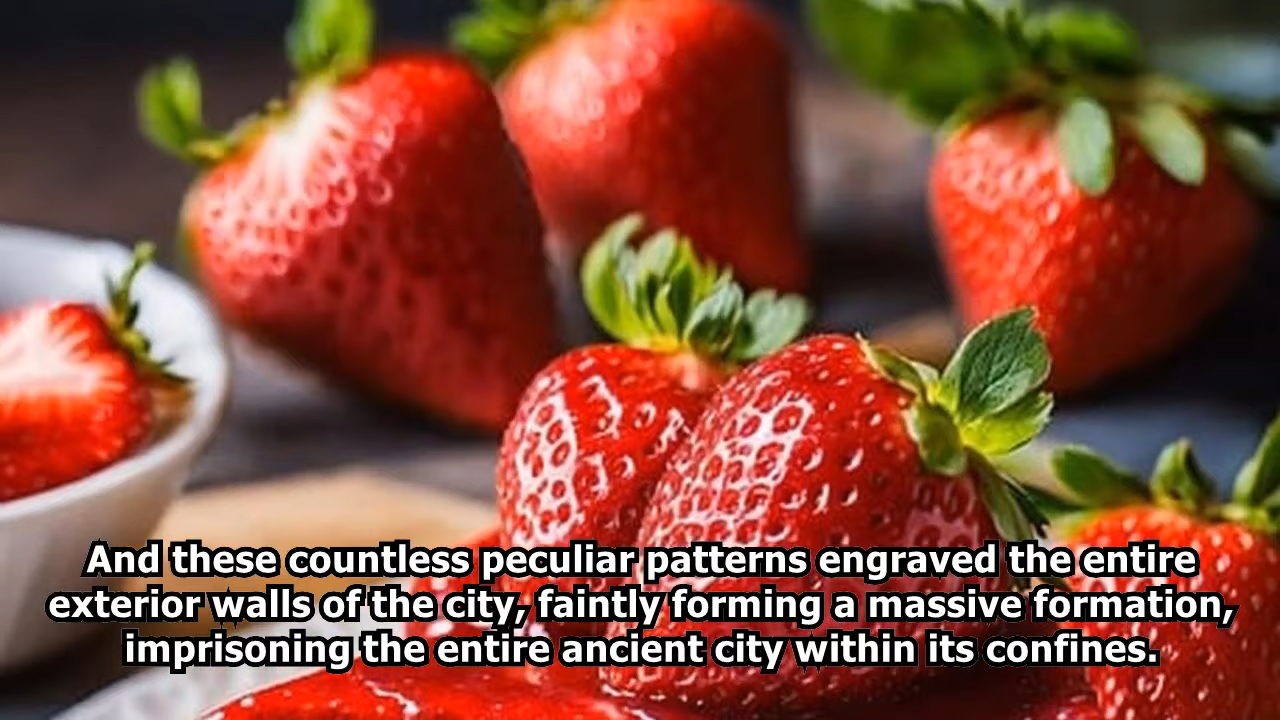 And these countless peculiar patterns engraved the entire
exterior walls of the city, faintly forming a massive formation,
imprisoning the entire ancient city within its confines.